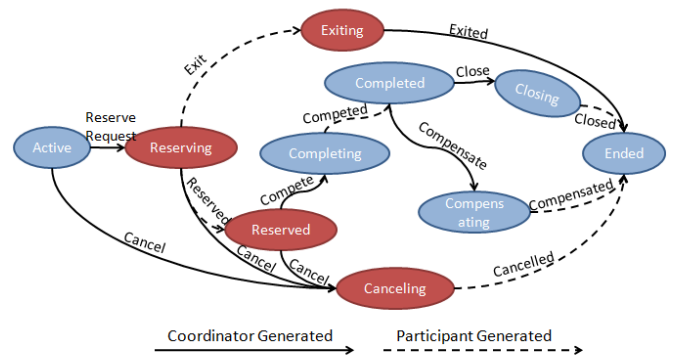 Exiting
Exited
Exit
Completed
Close
Closing
Reserve
Request
Competed
Closed
Active
Reserving
Completing
Compensate
Ended
Reserved
Compete
Compens
ating
Compensated
Reserved
Cancel
Cancel
Cancel
Canceling
Cancelled
Coordinator Generated
Participant Generated